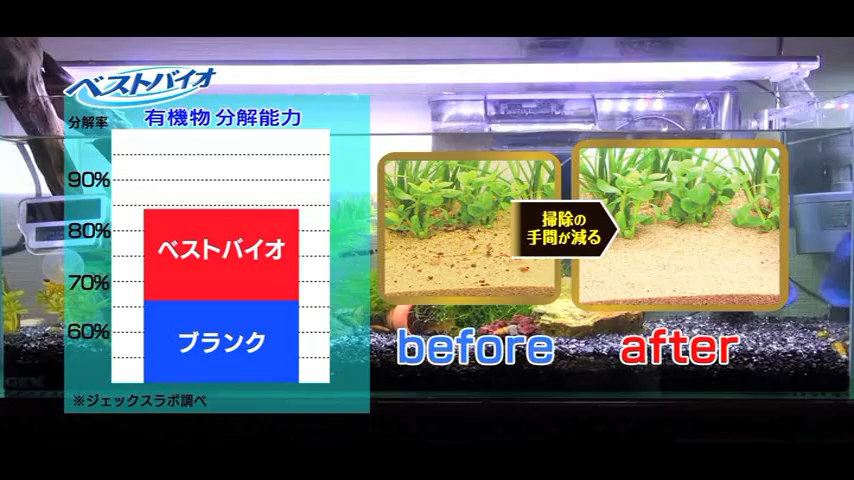 ベストバイオ
有機物 分解能力
分解率
90%
80%
70%
60%
ベストバイオ
ブランク
※ジェックスラボ調べ
掃除の
手間が減る
before
after
GEX